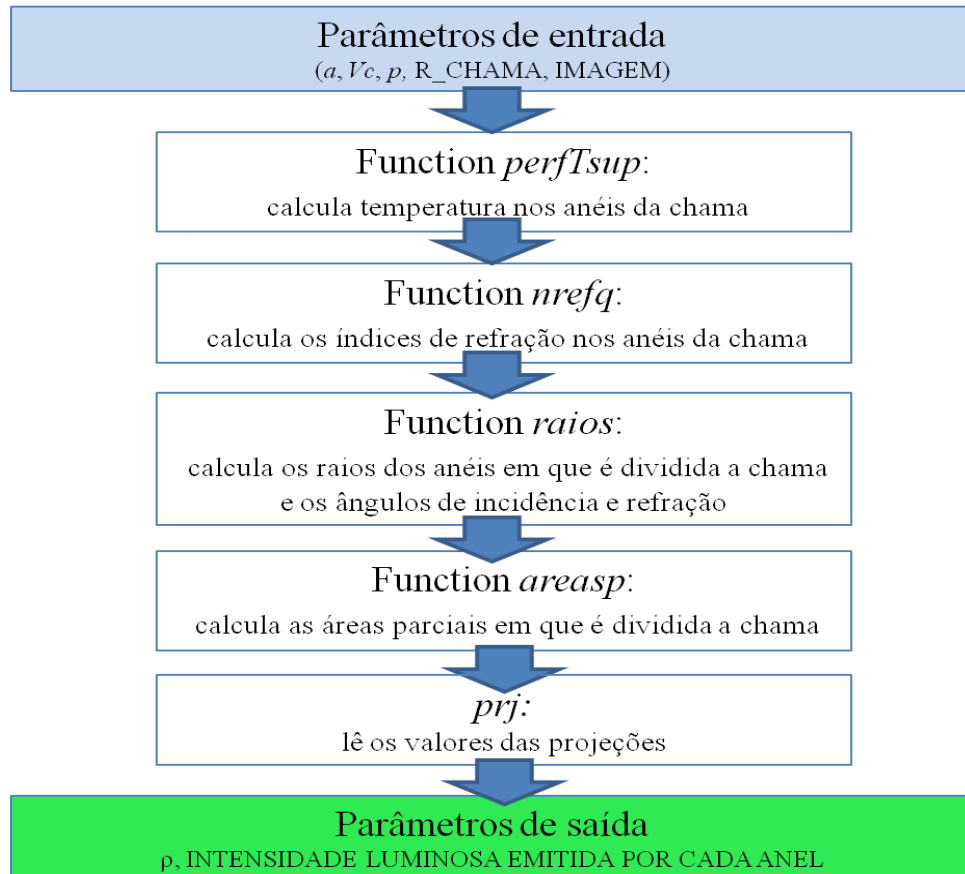 Parâmetros de entrada
(a, Vc, p, R_CHAMA, IMAGEM)
Function perfTsup:
calcula temperatura nos anéis da chama
Function nrefq:
calcula os índices de refração nos anéis da chama
Function raios:
calcula os raios dos anéis em que é dividida a chama
e os ângulos de incidência e refração
Function areasp:
calcula as áreas parciais em que é dividida a chama
prj:
lê os valores das projeções
Parâmetros de saída
ρ, INTENSIDADE LUMINOSA EMITIDA POR CADA ANEL